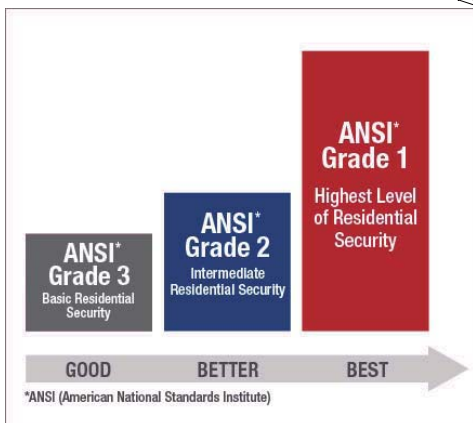 ANSI*
Grade 3
Basic Residential
Security
ANSI*
Grade 2
Intermediate
Residential Security
ANSI*
Grade 1
Highest Level
of Residential
Security
GOOD
BETTER
BEST
*ANSI (American National Standards Institute)